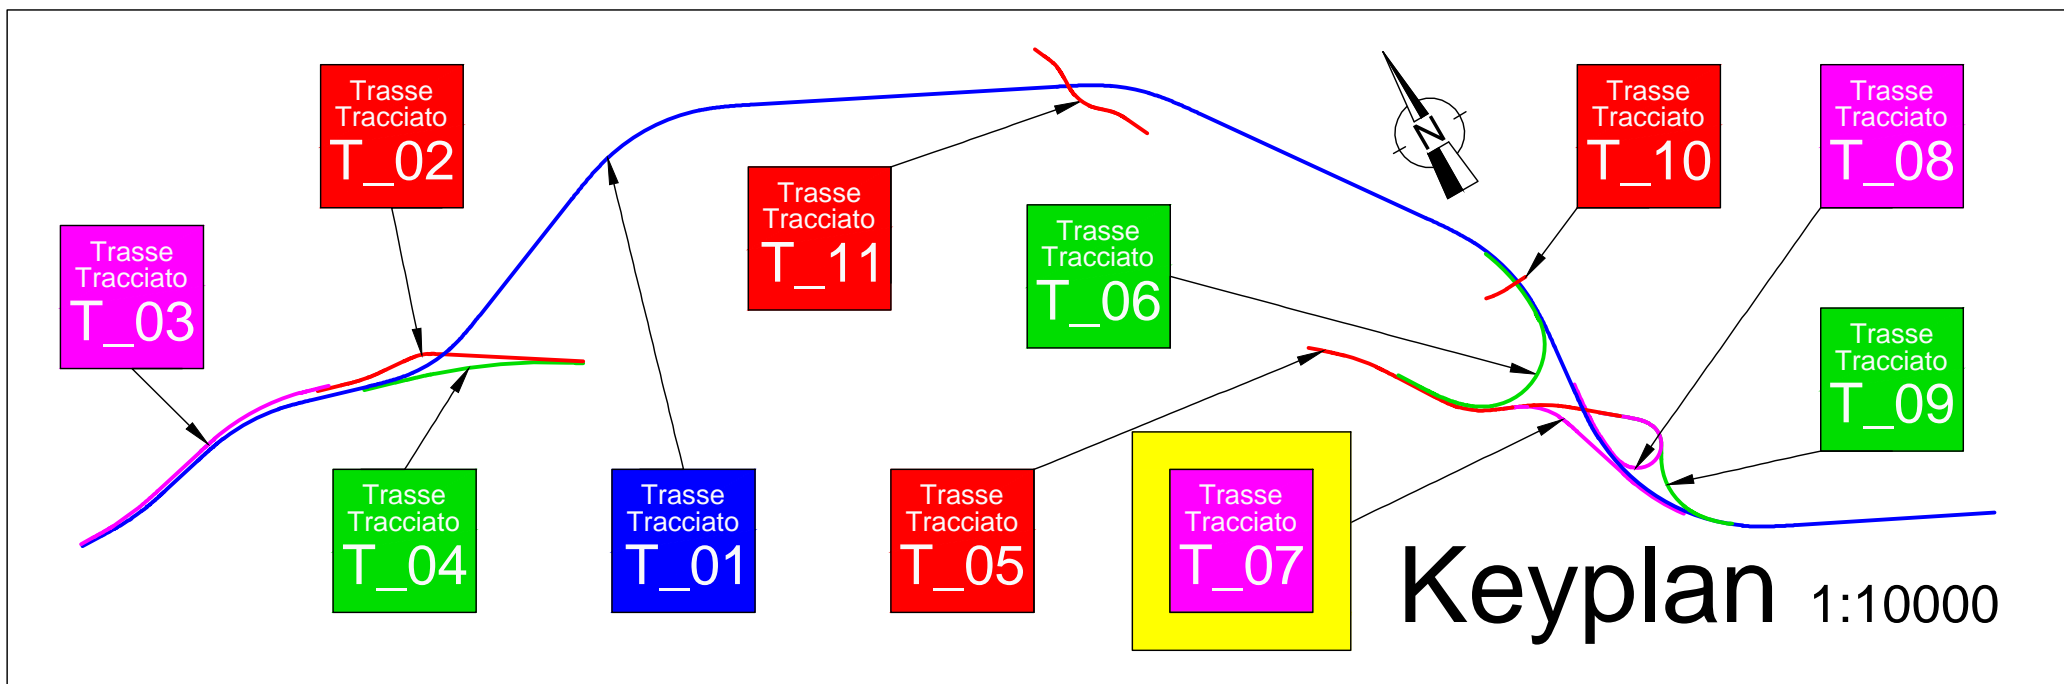 Trasse
Tracciato
T_02
Trasse
Tracciato
T_10
Trasse
Tracciato
T_08
N
Trasse
Tracciato
T_11
Trasse
Tracciato
T_06
Trasse
Tracciato
T_03
Trasse
Tracciato
T_09
Trasse
Tracciato
T_04
Trasse
Tracciato
T_01
Trasse
Tracciato
T_05
Trasse
Tracciato
T_07
Keyplan 1:10000